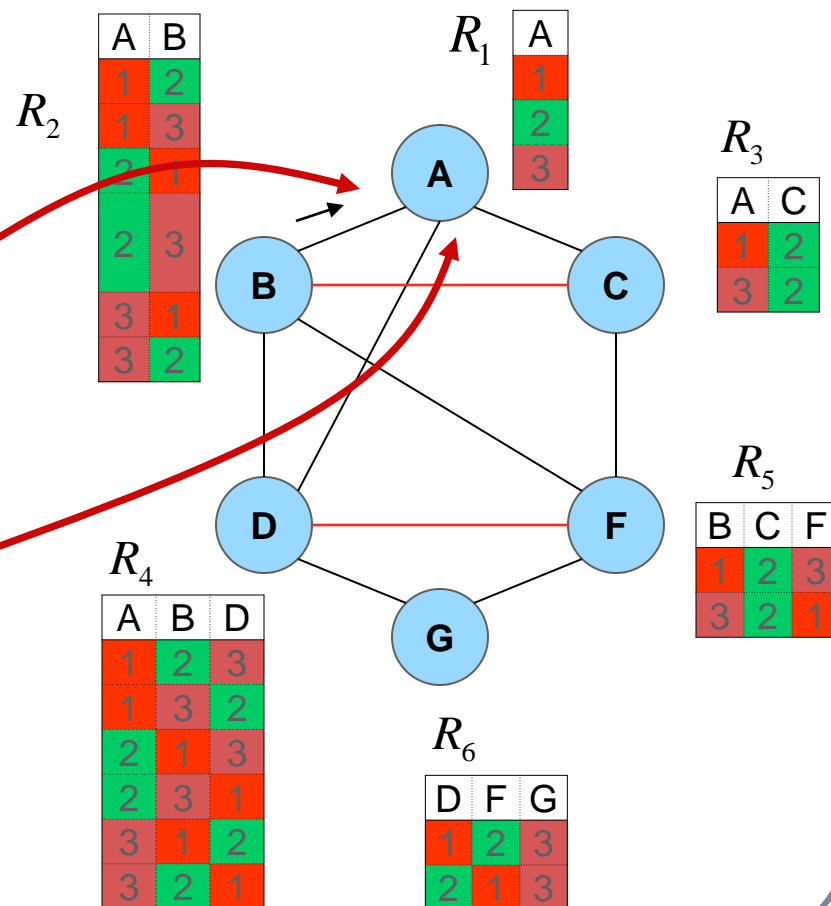 R2
A B
1 2
1 3
2 1
2 3
3 1
3 2
R1
A
1
2
3
R3
A C
1 2
3 2
A
B
C
D
F
G
R4
A B D
1 2 3
1 3 2
2 1 3
2 3 1
3 1 2
3 2 1
R5
B C F
1 2 3
3 2 1
R6
D F G
1 2 3
2 1 3